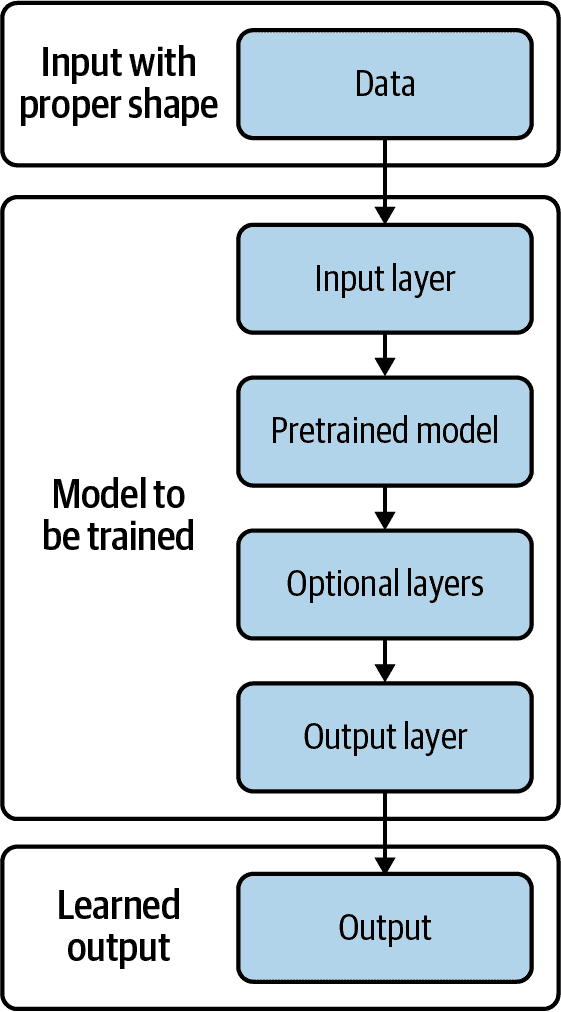 Input with
proper shape
Data
Input layer
Pretrained model
Model to
be trained
Optional layers
Output layer
Learned
output
Output